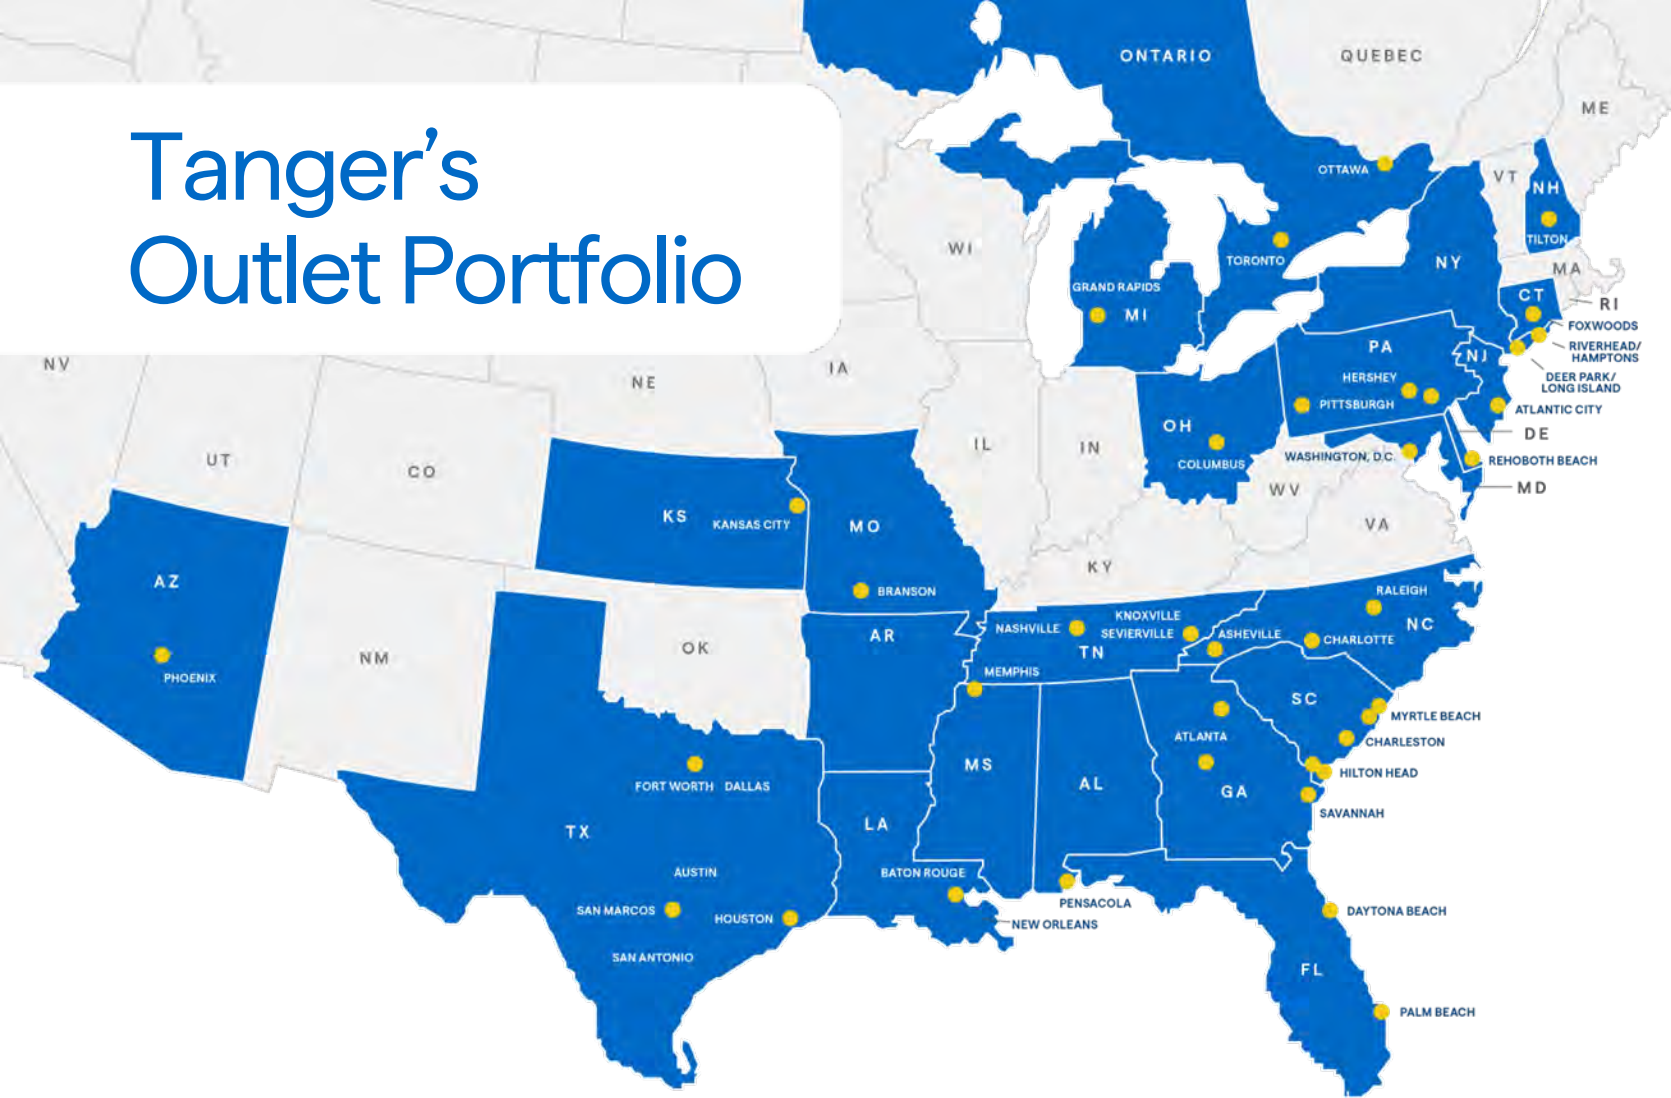 Tanger's
Outlet Portfolio
ONTARIO
QUEBEC
ME
OTTAWA
VT
NH
TILTON
WI
TORONTO
NY
MA
GRAND RAPIDS
MI
CT
RI
FOXWOODS
RIVERHEAD/
HAMPTONS
PA
NJ
DEER PARK/
LONG ISLAND
HERSHEY
PITTSBURGH
ATLANTIC CITY
NV
NE
IA
OH
COLUMBUS
WASHINGTON, D.C.
DE
REHOBOTH BEACH
MD
UT
CO
IL
IN
WV
VA
KS
KANSAS CITY
MO
KY
AZ
BRANSON
RALEIGH
NC
PHOENIX
NM
OK
AR
NASHVILLE
KNOXVILLE
SEVIERVILLE
ASHEVILLE
CHARLOTTE
TN
MEMPHIS
SC
MYRTLE BEACH
ATLANTA
CHARLESTON
FORT WORTH DALLAS
MS
AL
GA
HILTON HEAD
SAVANNAH
TX
LA
AUSTIN
BATON ROUGE
SAN MARCOS
HOUSTON
PENSACOLA
NEW ORLEANS
DAYTONA BEACH
SAN ANTONIO
FL
PALM BEACH